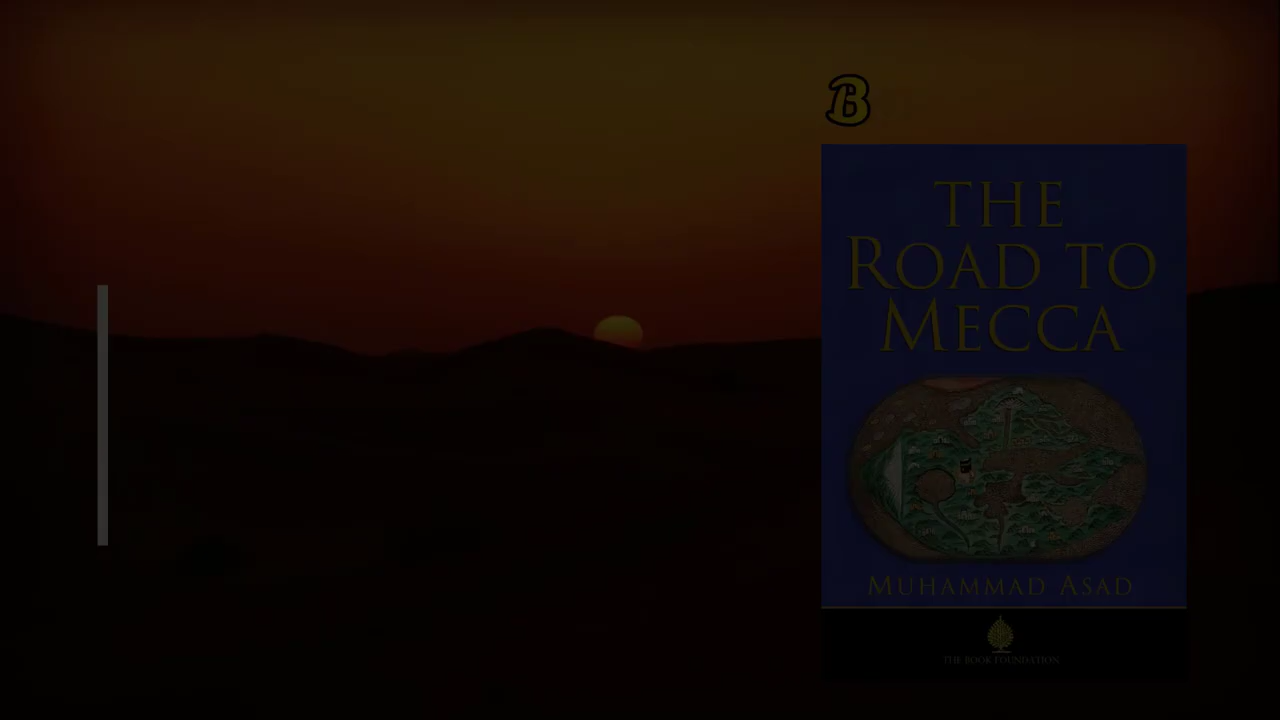 B
THE
ROAD TO
MECCA
MUHAMMAD ASAD
THE BOOK FOUNDATION